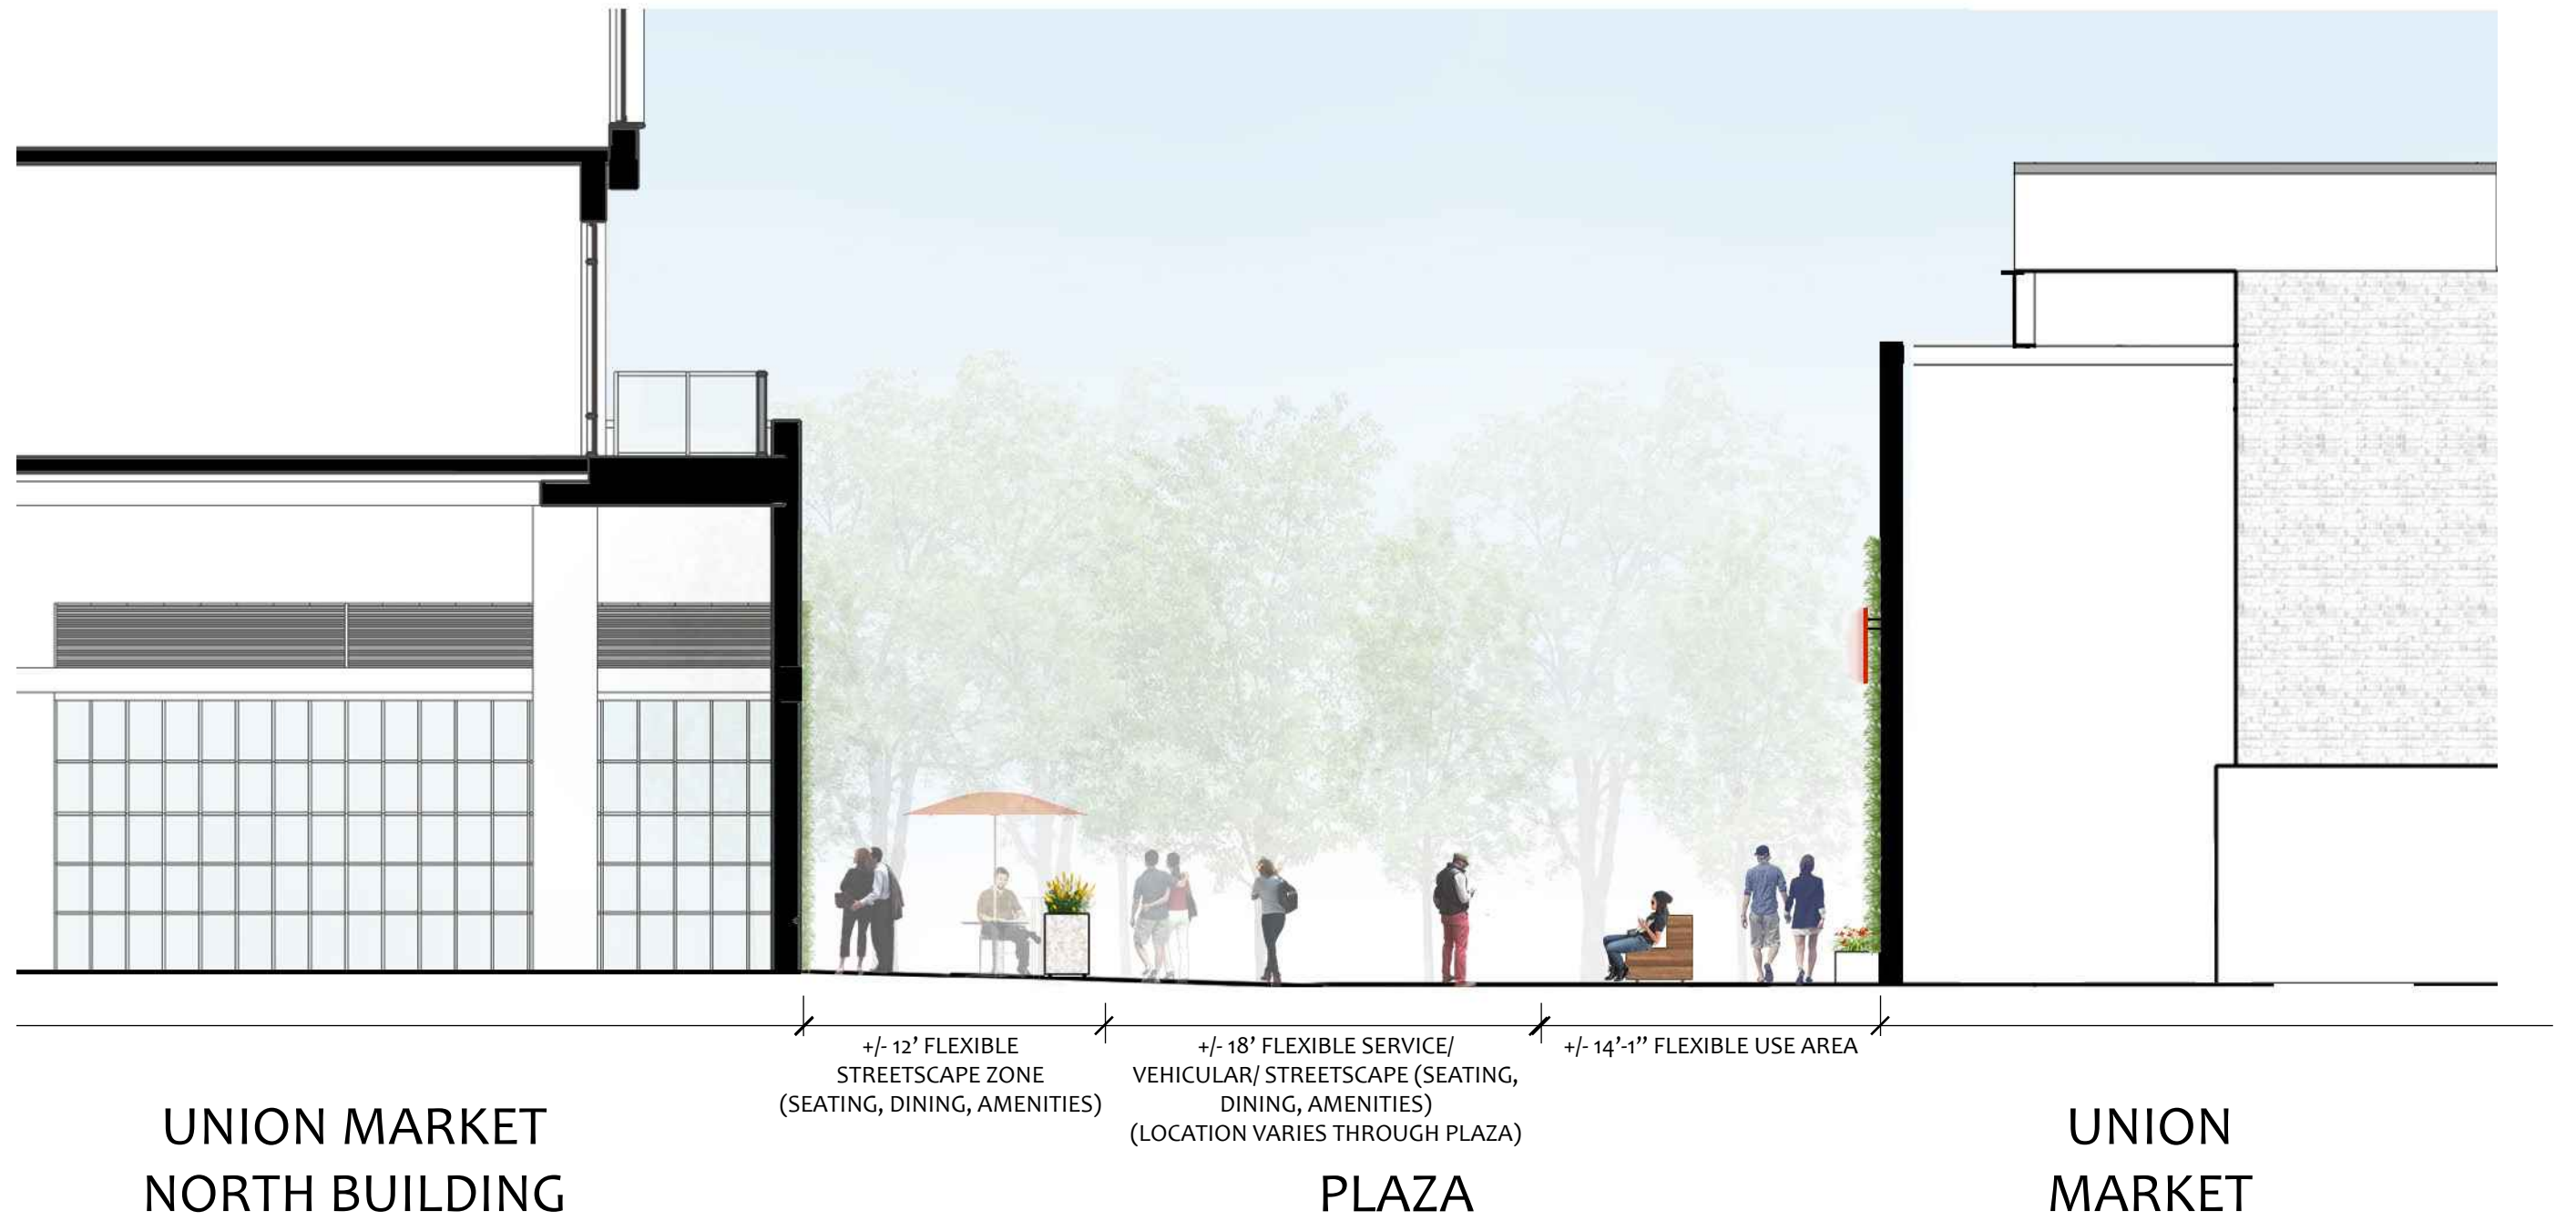 +/- 12’ FLEXIBLE
STREETSCAPE ZONE
(SEATING, DINING, AMENITIES)
+/- 18’ FLEXIBLE SERVICE/
VEHICULAR/ STREETSCAPE (SEATING,
DINING, AMENITIES)
(LOCATION VARIES THROUGH PLAZA)
+/- 14’-1” FLEXIBLE USE AREA
UNION MARKET
NORTH BUILDING
PLAZA
UNION
MARKET